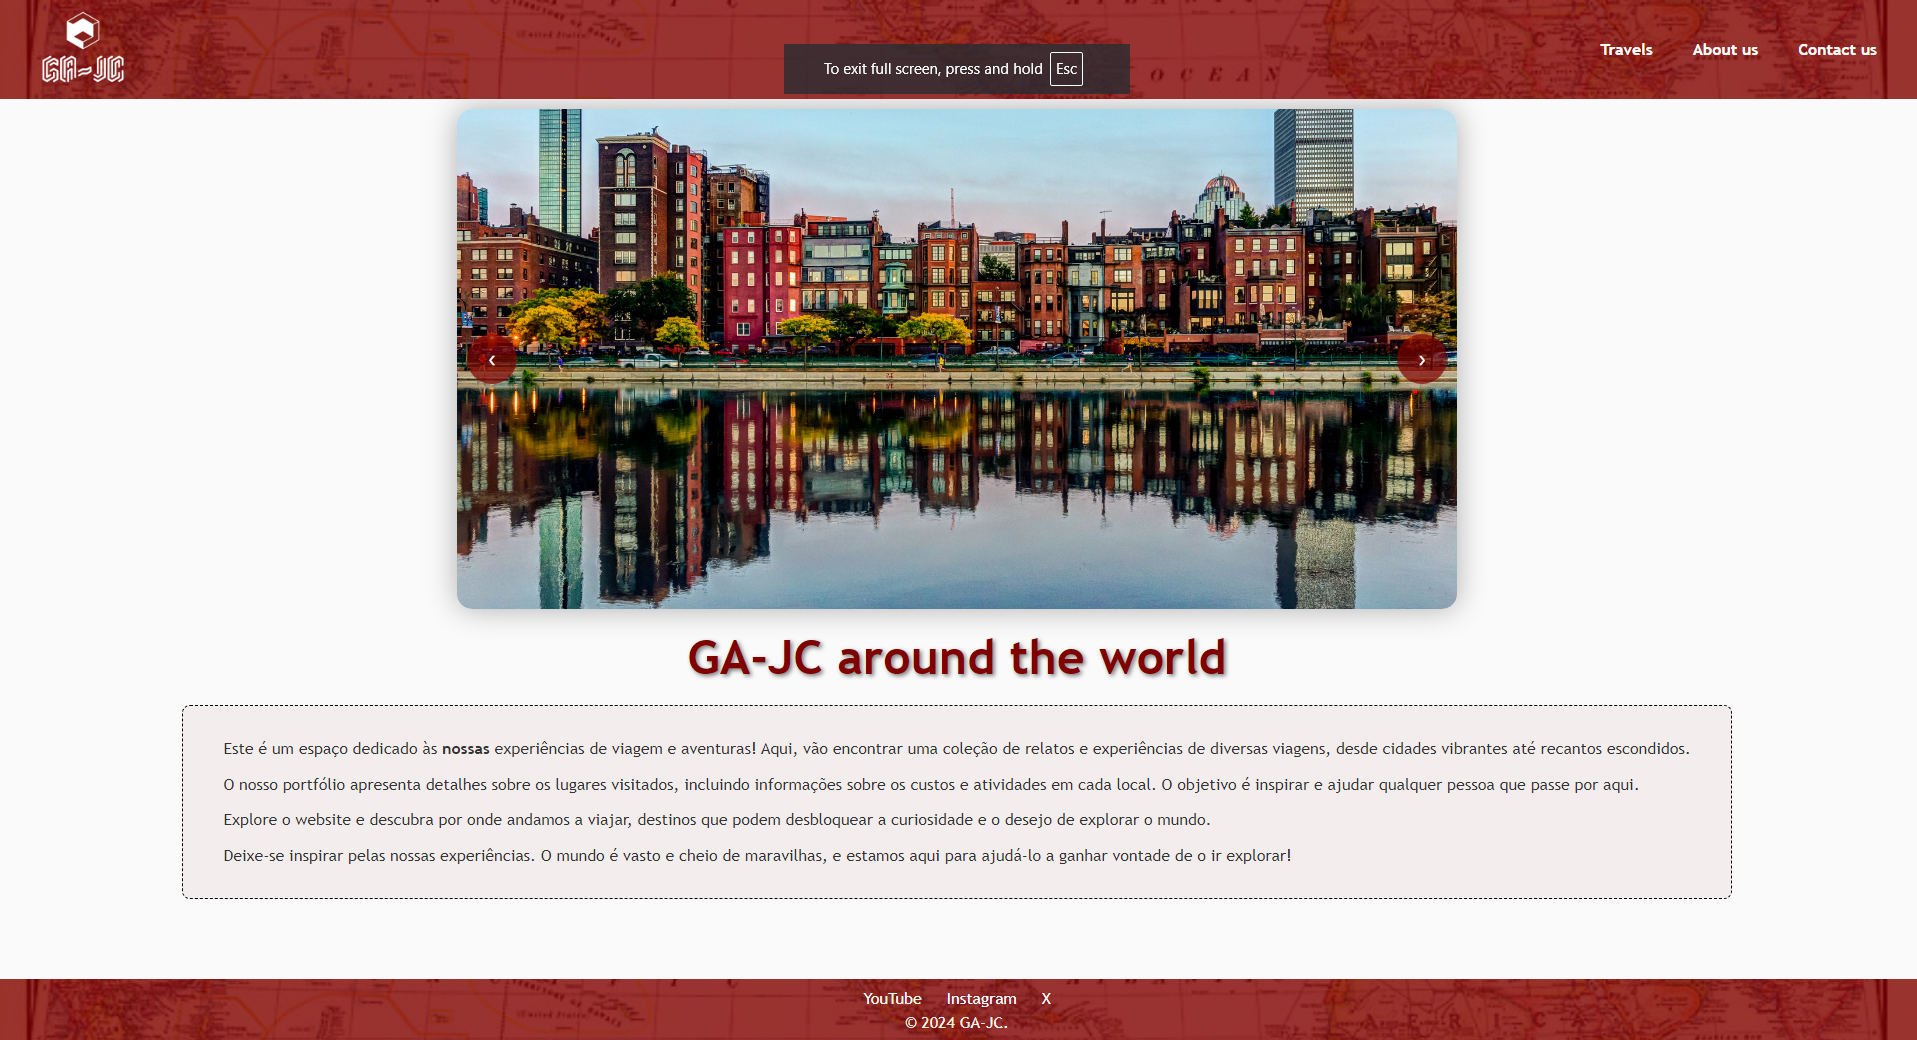 GA-JC
To exit full screen, press and hold Esc
Travels About us Contact us
‹ ›
GA-JC around the world
Este é um espaço dedicado às nossas experiências de viagem e aventuras! Aqui, vão encontrar uma coleção de relatos e experiências de diversas viagens, desde cidades vibrantes até recantos escondidos.
O nosso portfólio apresenta detalhes sobre os lugares visitados, incluindo informações sobre os custos e atividades em cada local. O objetivo é inspirar e ajudar qualquer pessoa que passe por aqui.
Explore o website e descubra por onde andamos a viajar, destinos que podem desbloquear a curiosidade e o desejo de explorar o mundo.
Deixe-se inspirar pelas nossas experiências. O mundo é vasto e cheio de maravilhas, e estamos aqui para ajudá-lo a ganhar vontade de o ir explorar!
YouTube Instagram X
© 2024 GA-JC.